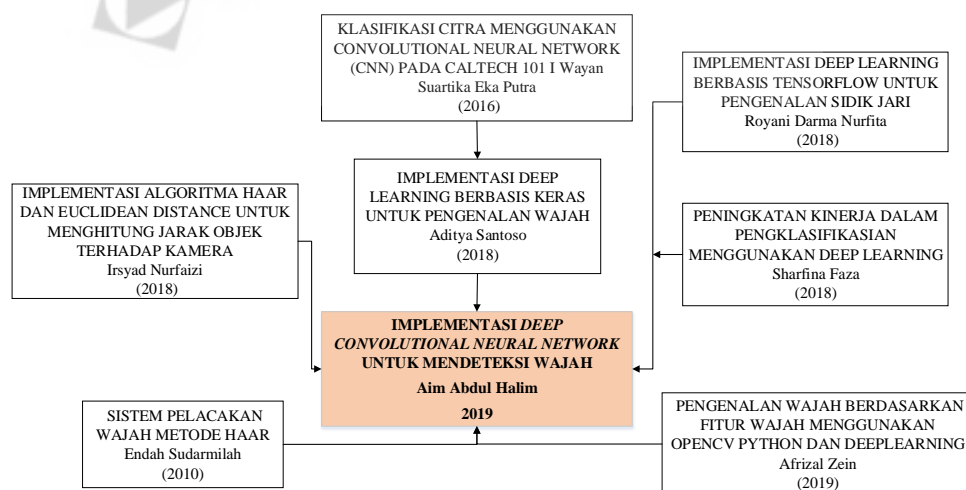 KLASIFIKASI CITRA MENGGUNAKAN
CONVOLUTIONAL NEURAL NETWORK
(CNN) PADA CALTECH 101 I Wayan
Suartika Eka Putra
(2016)
IMPLEMENTASI DEEP LEARNING
BERBASIS TENSORFLOW UNTUK
PENGENALAN SIDIK JARI
Royani Darma Nurfita
(2018)
IMPLEMENTASI DEEP
LEARNING BERBASIS KERAS
UNTUK PENGENALAN WAJAH
Aditya Santoso
(2018)
IMPLEMENTASI ALGORITMA HAAR
DAN EUCLIDEAN DISTANCE UNTUK
MENGHITUNG JARAK OBJEK
TERHADAP KAMERA
Irsyad Nurfaizi
(2018)
PENINGKATAN KINERJA DALAM
PENGKLASIFIKASIAN
MENGGUNAKAN DEEP LEARNING
Sharfina Faza
(2018)
IMPLEMENTASI DEEP
CONVOLUTIONAL NEURAL NETWORK
UNTUK MENDETEKSI WAJAH
Aim Abdul Halim
2019
SISTEM PELACAKAN
WAJAH METODE HAAR
Endah Sudarmilah
(2010)
PENGENALAN WAJAH BERDASARKAN
FITUR WAJAH MENGGUNAKAN
OPENCV PYTHON DAN DEEPLEARNING
Afrizal Zein
(2019)